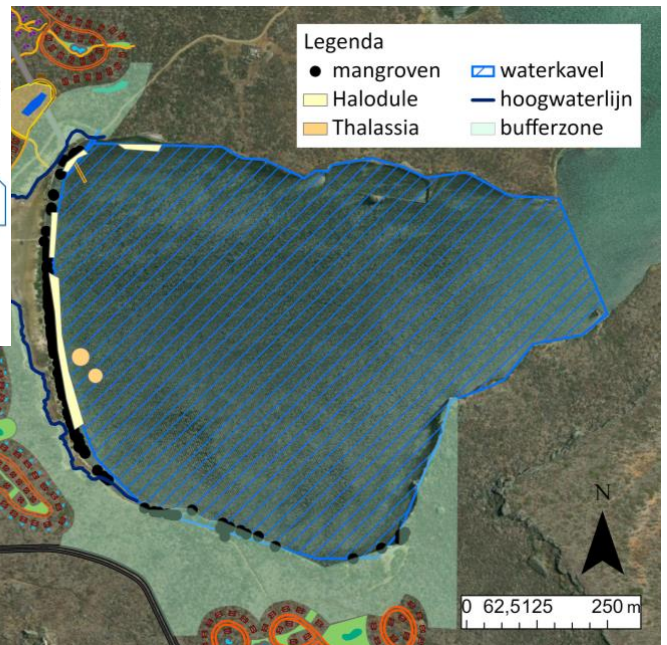 Legenda
mangroven
waterkavel
Halodule
hoogwaterlijn
Thalassia
bufferzone
N
0 62,5125 250 m